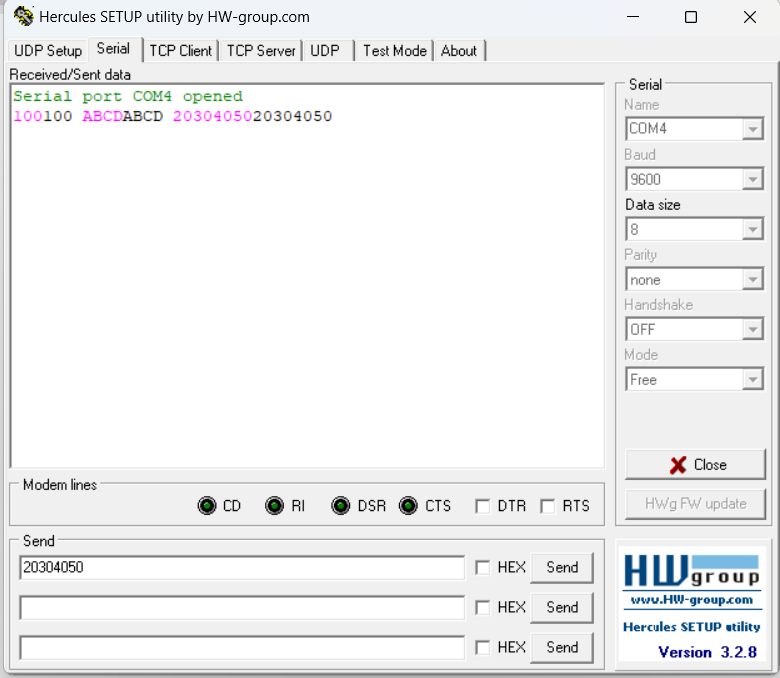 Hercules SETUP utility by HW-group.com
UDP Setup Serial TCP Client TCP Server UDP Test Mode About
Received/Sent data
Serial port COM4 opened
100100 ABCDABCD 2030405020304050
Serial
Name
COM4
Baud
9600
Data size
8
Parity
none
Handshake
OFF
Mode
Free
Close
HWg FW update
Modem lines
CD RI DSR CTS DTR RTS
Send
20304050 HEX Send
HEX Send
HEX Send
HWgroup
www.HW-group.com
Hercules SETUP utility
Version 3.2.8